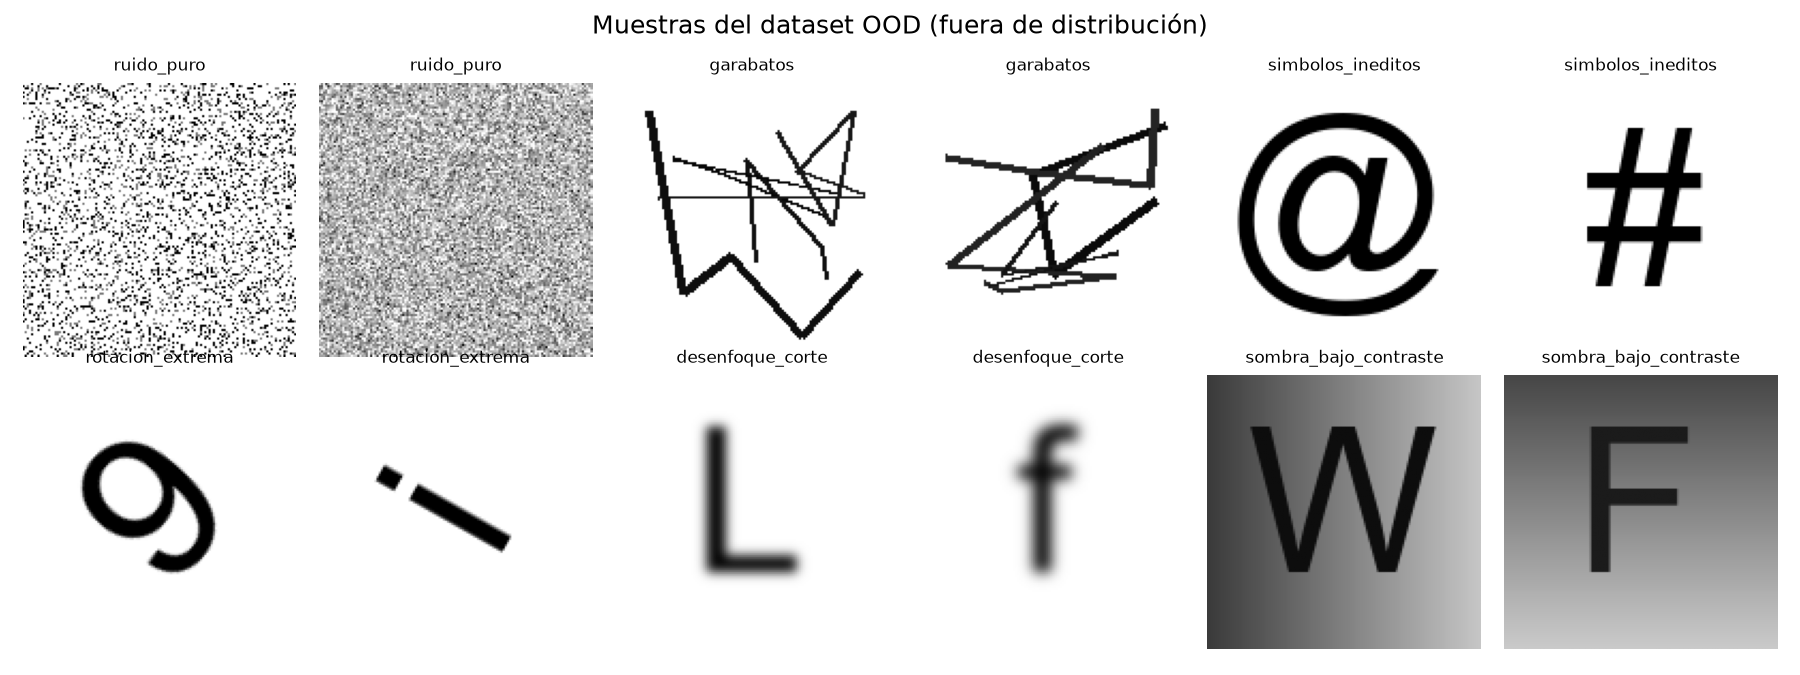 Muestras del dataset OOD (fuera de distribución)
ruido_puro ruido_puro garabatos garabatos simbolos_ineditos simbolos_ineditos
@ #
rotacion_extrema rotacion_extrema desenfoque_corte desenfoque_corte sombra_bajo_contraste sombra_bajo_contraste
9 i L f W F